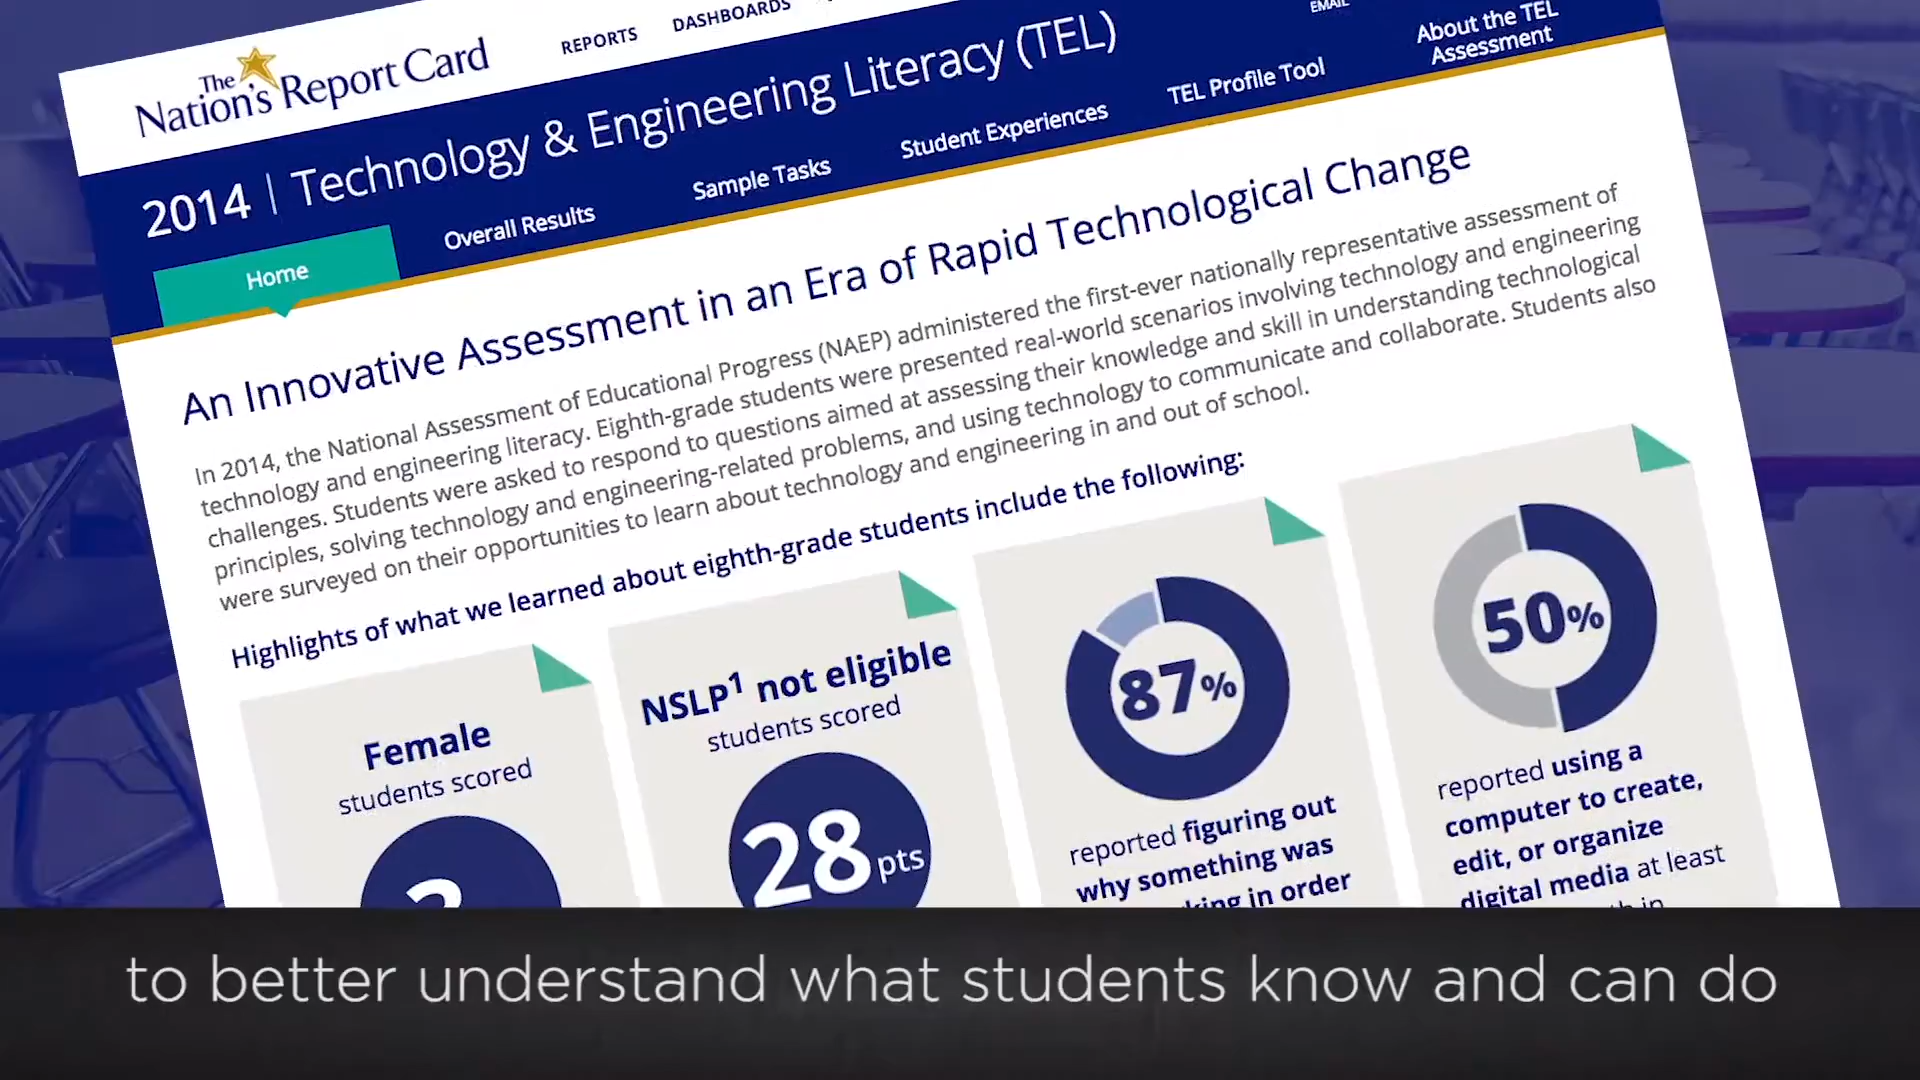 The
Nation's Report Card
REPORTS
DASHBOARDS
EMAIL
2014 | Technology & Engineering Literacy (TEL)
Home
Overall Results
Sample Tasks
Student Experiences
TEL Profile Tool
About the TEL
Assessment
An Innovative Assessment in an Era of Rapid Technological Change
In 2014, the National Assessment of Educational Progress (NAEP) administered the first-ever nationally representative assessment of
technology and engineering literacy. Eighth-grade students were presented real-world scenarios involving technology and engineering
challenges. Students were asked to respond to questions aimed at assessing their knowledge and skill in understanding technological
principles, solving technology and engineering-related problems, and using technology to communicate and collaborate. Students also
were surveyed on their opportunities to learn about technology and engineering in and out of school.
Highlights of what we learned about eighth-grade students include the following:
Female
students scored
NSLP¹ not eligible
students scored
28 pts
87%
reported figuring out
why something was
in order
50%
reported using a
computer to create,
edit, or organize
digital media at least
in
to better understand what students know and can do